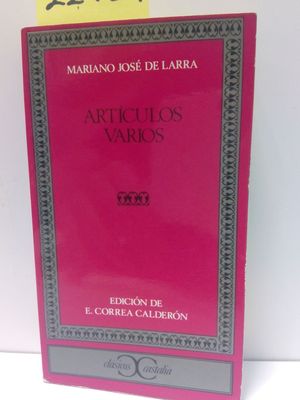 MARIANO JOSÉ DE LARRA
ARTÍCULOS
VARIOS
EDICIÓN DE
E. CORREA CALDERÓN
clásicos castalia